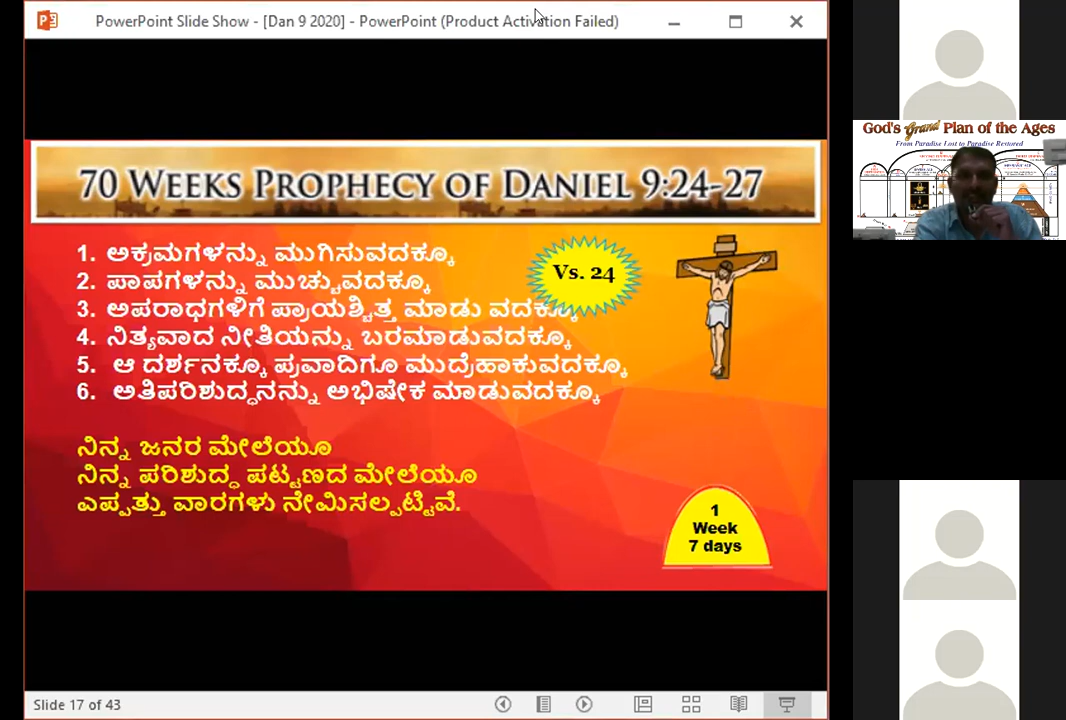 PowerPoint Slide Show - [Dan 9 2020] - PowerPoint (Product Activation Failed)
70 WEEKS PROPHECY OF DANIEL 9:24-27
1. ಅಕ್ರಮಗಳನ್ನು ಮುಗಿಸುವದಕ್ಕೂ
2. ಪಾಪಗಳನ್ನು ಮುಚ್ಚುವದಕ್ಕೂ
3. ಅಪರಾಧಗಳಿಗೆ ಪ್ರಾಯಶ್ಚಿತ್ತ ಮಾಡು ವದಕ್ಕೂ
4. ನಿತ್ಯವಾದ ನೀತಿಯನ್ನು ಬರಮಾಡುವದಕ್ಕೂ
5. ಆ ದರ್ಶನಕ್ಕೂ ಪ್ರವಾದಿಗೂ ಮುದ್ರೆಹಾಕುವದಕ್ಕೂ
6. ಅತಿಪರಿಶುದ್ಧನನ್ನು ಅಭಿಷೇಕ ಮಾಡುವದಕ್ಕೂ
Vs. 24
ನಿನ್ನ ಜನರ ಮೇಲೆಯೂ
ನಿನ್ನ ಪರಿಶುದ್ಧ ಪಟ್ಟಣದ ಮೇಲೆಯೂ
ಎಪ್ಪತ್ತು ವಾರಗಳು ನೇಮಿಸಲ್ಪಟ್ಟಿವೆ.
1
Week
7 days
Slide 17 of 43
God's Grand Plan of the Ages
From Paradise Lost to Paradise Restored